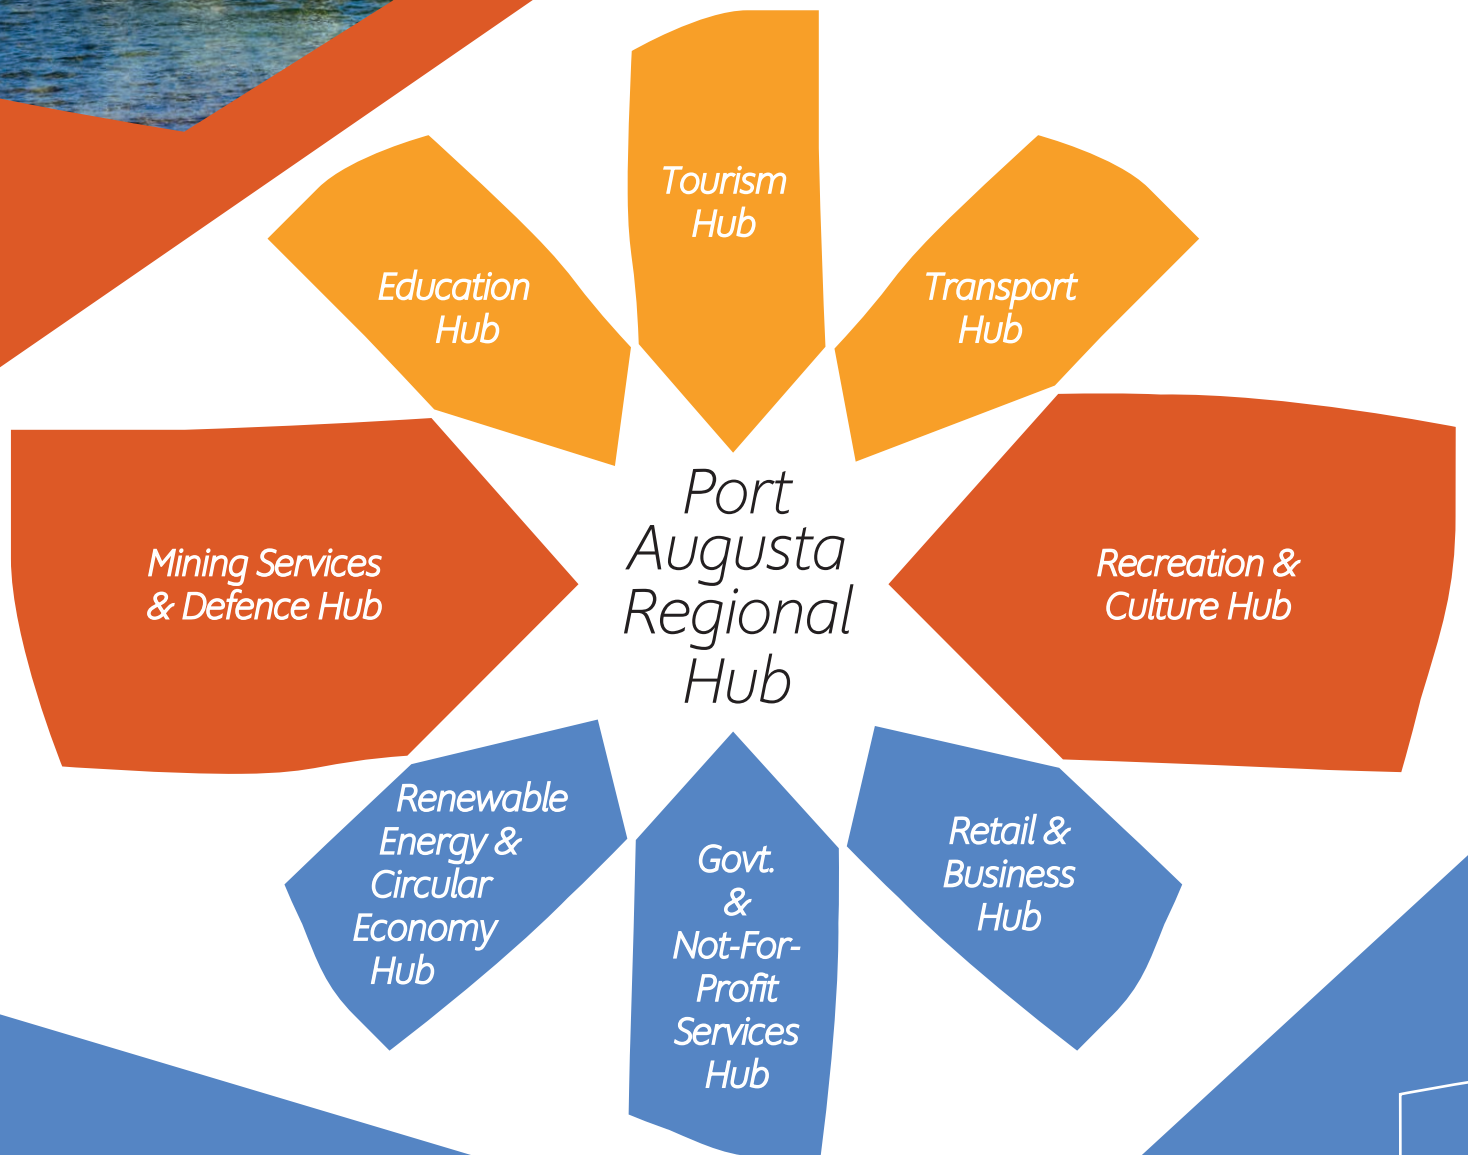 Tourism
Hub
Education
Hub
Transport
Hub
Port
Augusta
Regional
Hub
Mining Services
& Defence Hub
Recreation &
Culture Hub
Renewable
Energy &
Circular
Economy
Hub
Govt.
&
Not-For-
Profit
Services
Hub
Retail &
Business
Hub